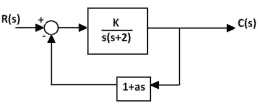 R(s)
+
-
K
s(s+2)
C(s)
1+as